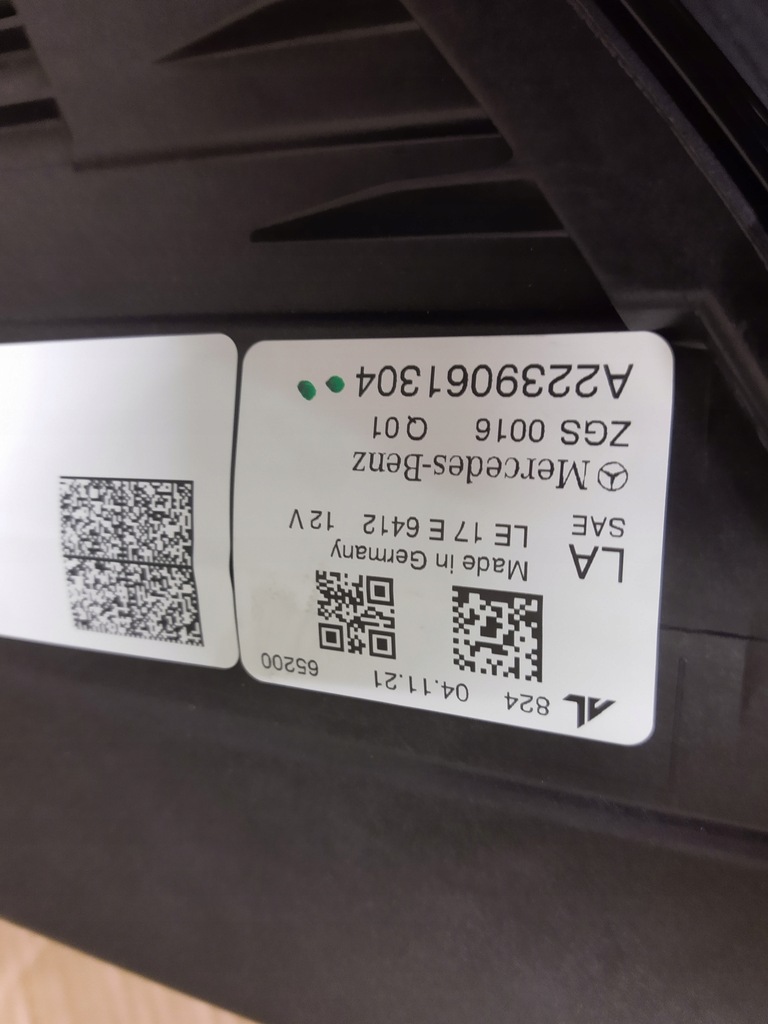 A2239061304
ZGS 0016 Q01
Mercedes-Benz
SAE LE 17 E 6412 12 V
LA Made in Germany
65200
AL 824 04.11.21